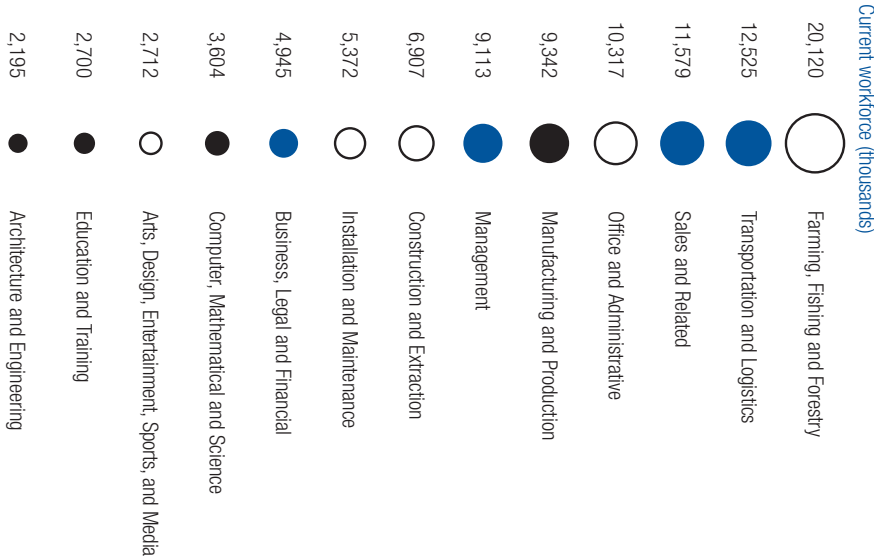 Current workforce (thousands)
20,120 Farming, Fishing and Forestry
12,525 Transportation and Logistics
11,579 Sales and Related
10,317 Office and Administrative
9,342 Manufacturing and Production
9,113 Management
6,907 Construction and Extraction
5,372 Installation and Maintenance
4,945 Business, Legal and Financial
3,604 Computer, Mathematical and Science
2,712 Arts, Design, Entertainment, Sports, and Media
2,700 Education and Training
2,195 Architecture and Engineering